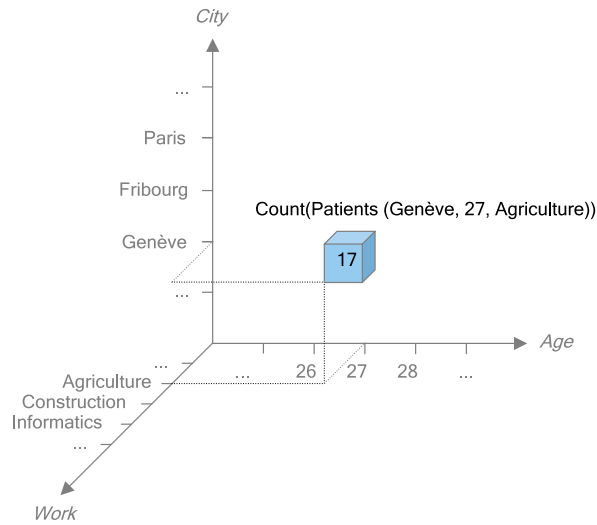 City
...
Paris
Fribourg
Count(Patients (Genève, 27, Agriculture))
Genève
17
...
Age
...
26
27
28
...
...
Agriculture
Construction
Informatics
...
Work